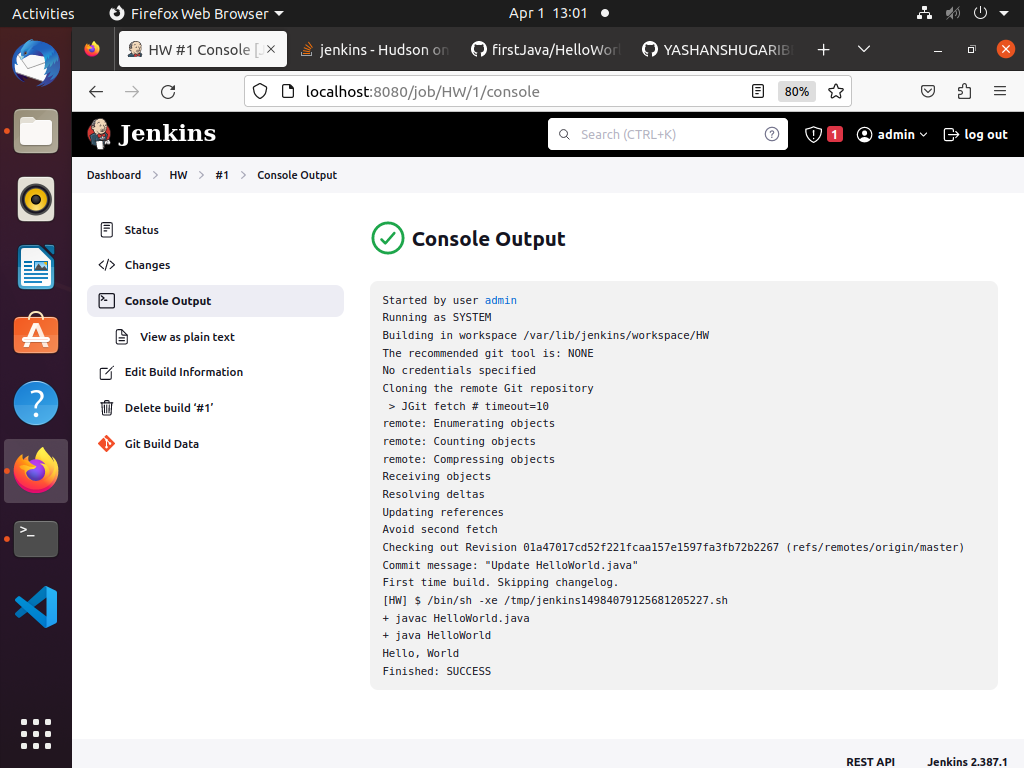 Activities
Firefox Web Browser
Apr 1 13:01
HW #1 Console [J
jenkins - Hudson on
firstJava/HelloWorl
YASHANSHUGARIB
localhost:8080/job/HW/1/console
80%
Jenkins
Search (CTRL+K)
?
1
admin
log out
Dashboard
HW
#1
Console Output
Status
Changes
Console Output
View as plain text
Edit Build Information
Delete build ‘#1’
Git Build Data
Console Output
Started by user admin
Running as SYSTEM
Building in workspace /var/lib/jenkins/workspace/HW
The recommended git tool is: NONE
No credentials specified
Cloning the remote Git repository
> JGit fetch # timeout=10
remote: Enumerating objects
remote: Counting objects
remote: Compressing objects
Receiving objects
Resolving deltas
Updating references
Avoid second fetch
Checking out Revision 01a47017cd52f221fcaa157e1597fa3fb72b2267 (refs/remotes/origin/master)
Commit message: "Update HelloWorld.java"
First time build. Skipping changelog.
[HW] $ /bin/sh -xe /tmp/jenkins14984079125681205227.sh
+ javac HelloWorld.java
+ java HelloWorld
Hello, World
Finished: SUCCESS
REST API
Jenkins 2.387.1